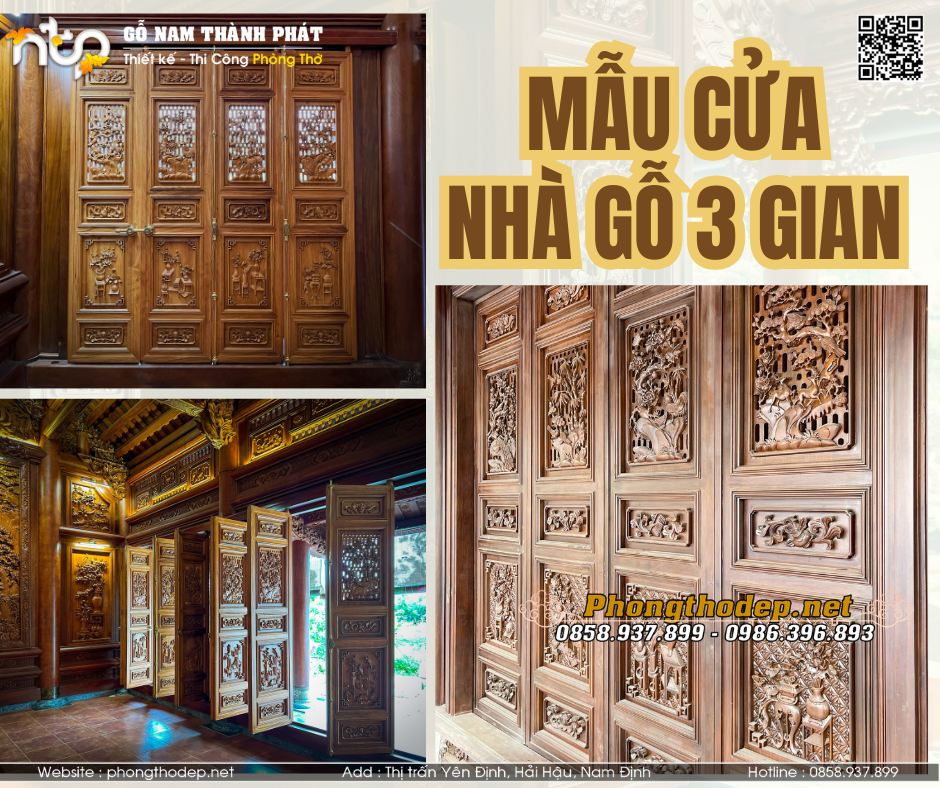 ntp
GỖ NAM THÀNH PHÁT
Thiết kế - Thi Công Phòng Thờ
MẪU CỬA
NHÀ GỖ 3 GIAN
Phongthodep.net
0858.937.899 - 0986.396.893
Website : phongthodep.net
Add : Thị trấn Yên Định, Hải Hậu, Nam Định
Hotline : 0858.937.899